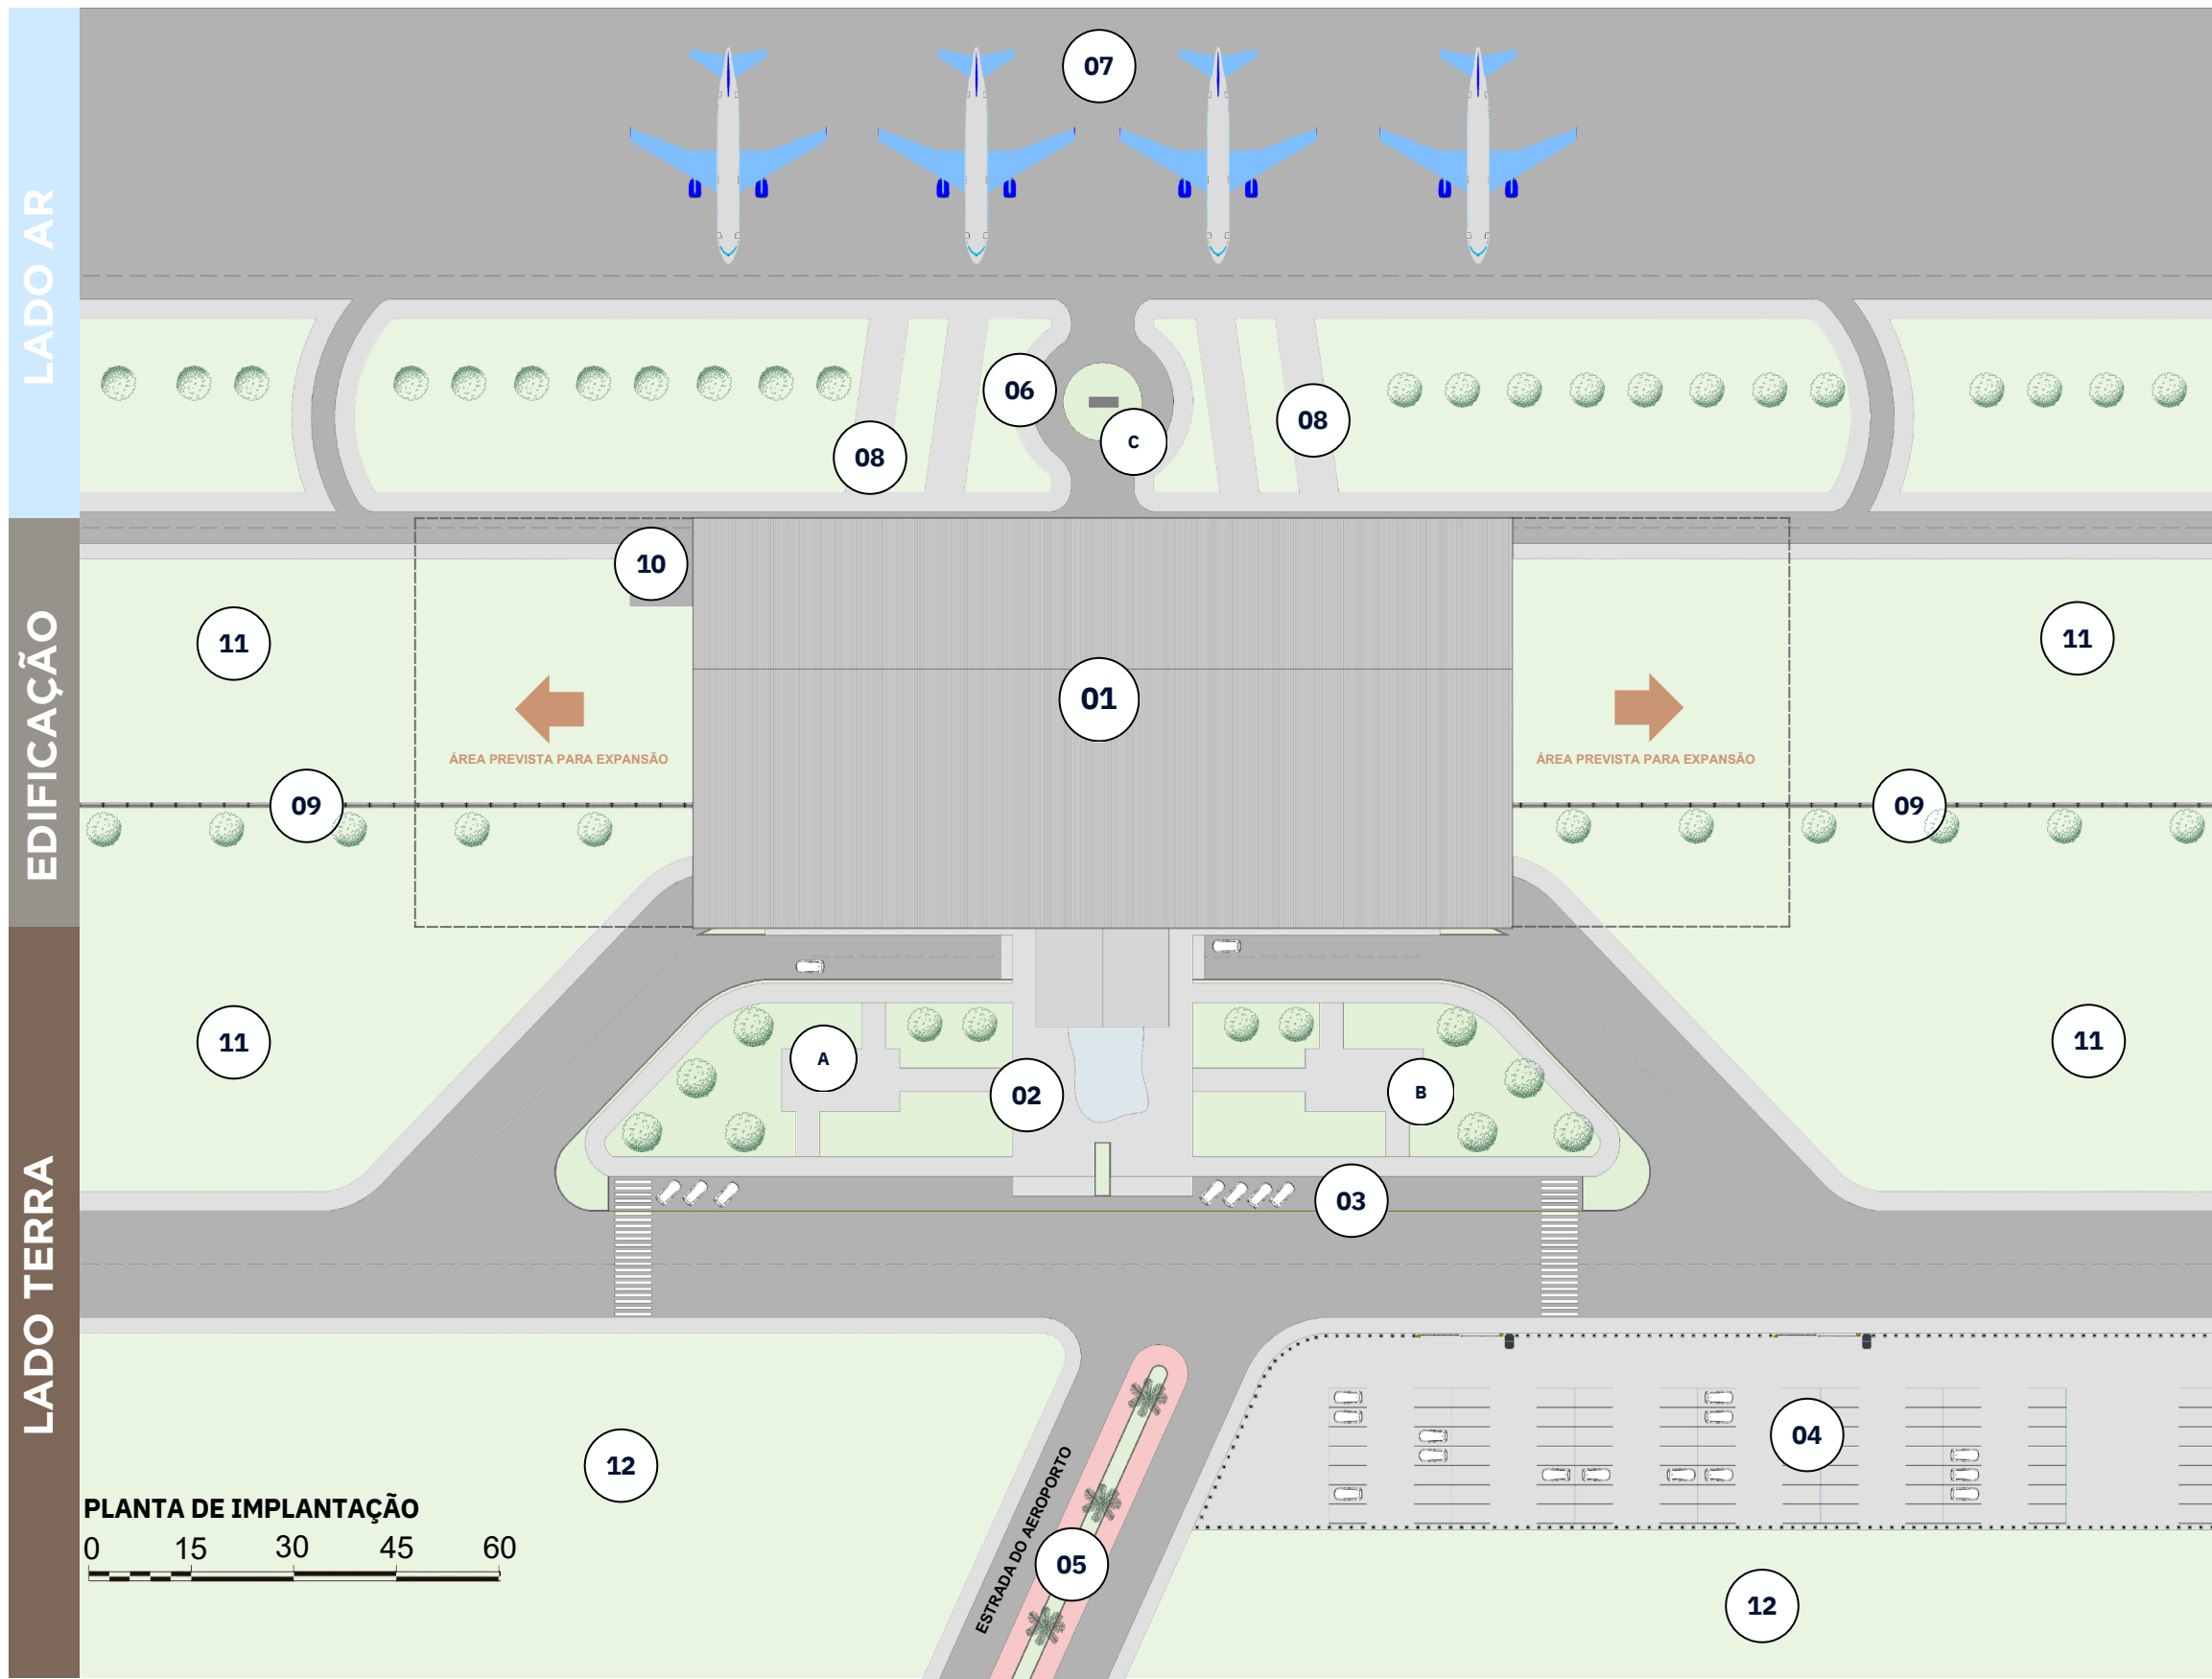 LADO AR
EDIFICAÇÃO
LADO TERRA
07
06
C
08
08
10
11
01
11
ÁREA PREVISTA PARA EXPANSÃO
ÁREA PREVISTA PARA EXPANSÃO
09
09
11
A
02
B
11
03
04
12
ESTRADA DO AEROPORTO
05
12
PLANTA DE IMPLANTAÇÃO
0 15 30 45 60